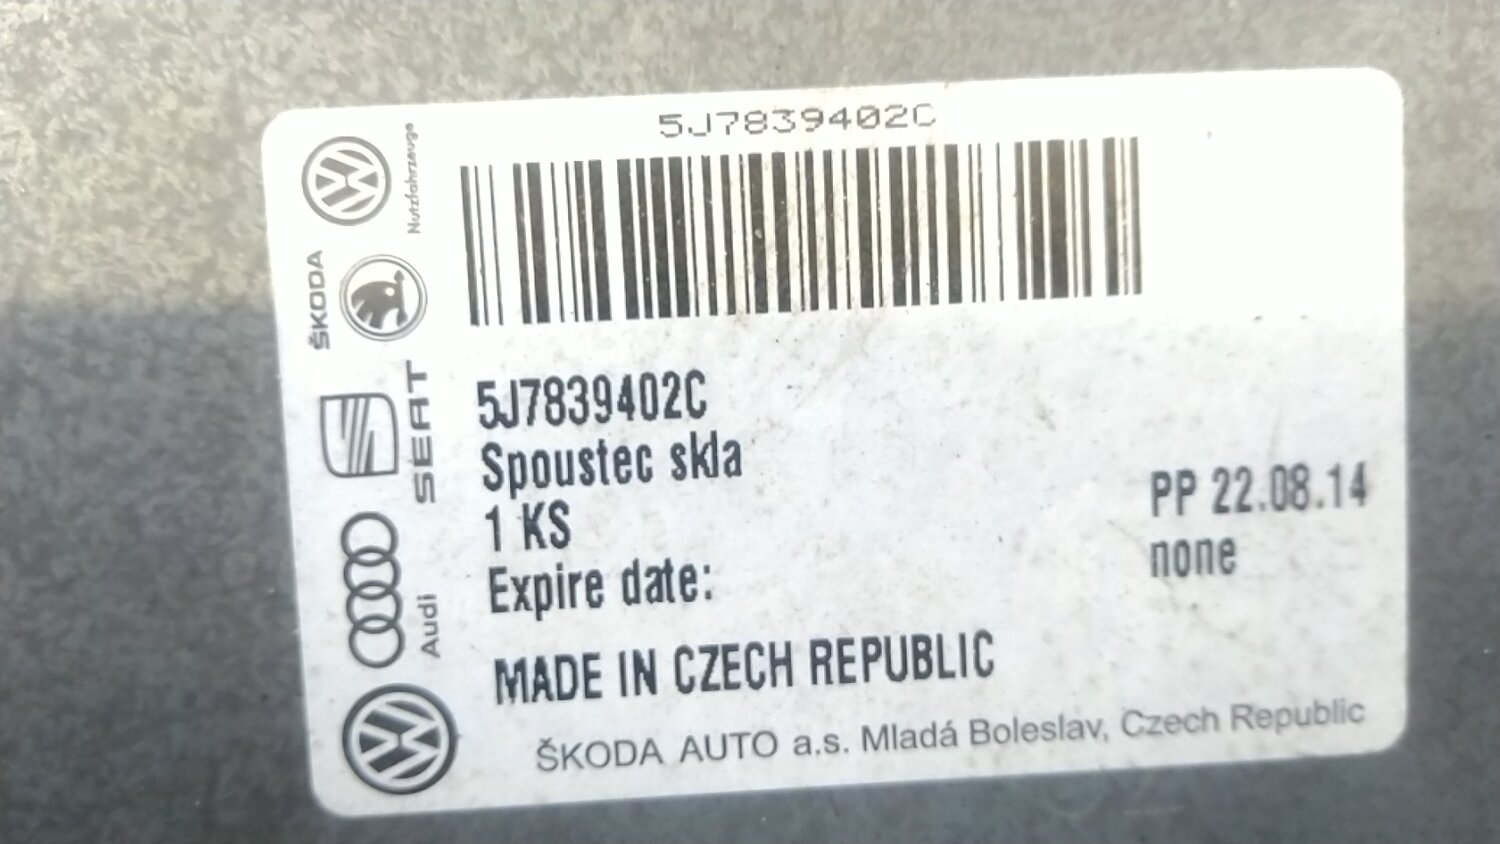 5J7839402C
Nutzfahrzeuge
ŠKODA
SEAT
Audi
5J7839402C
Spoustec skla
1 KS
PP 22.08.14
Expire date:
none
MADE IN CZECH REPUBLIC
ŠKODA AUTO a.s. Mladá Boleslav, Czech Republic